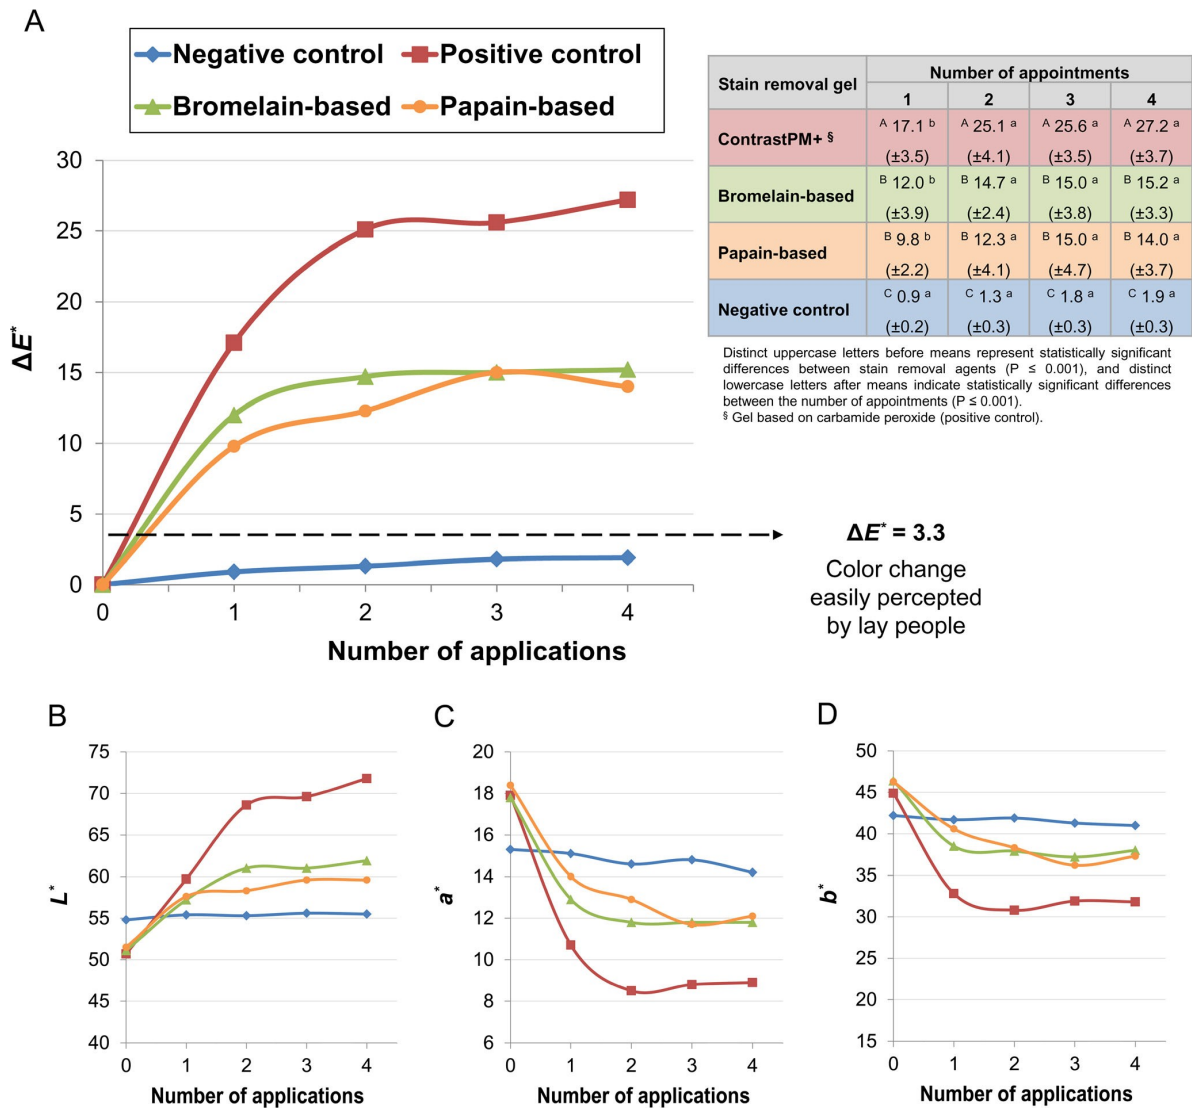 A
Negative control Positive control
Bromelain-based Papain-based
30
25
20
15
10
5
0
ΔE*
0 1 2 3 4
Number of applications
Stain removal gel
Number of appointments
1 2 3 4
ContrastPM+ §
A 17.1 b A 25.1 a A 25.6 a A 27.2 a
(±3.5) (±4.1) (±3.5) (±3.7)
Bromelain-based
B 12.0 b B 14.7 a B 15.0 a B 15.2 a
(±3.9) (±2.4) (±3.8) (±3.3)
Papain-based
B 9.8 b B 12.3 a B 15.0 a B 14.0 a
(±2.2) (±4.1) (±4.7) (±3.7)
Negative control
C 0.9 a C 1.3 a C 1.8 a C 1.9 a
(±0.2) (±0.3) (±0.3) (±0.3)
Distinct uppercase letters before means represent statistically significant
differences between stain removal agents (P ≤ 0.001), and distinct
lowercase letters after means indicate statistically significant differences
between the number of appointments (P ≤ 0.001).
§ Gel based on carbamide peroxide (positive control).
ΔE* = 3.3
Color change
easily percepted
by lay people
B
75
70
65
60
55
50
45
40
L*
0 1 2 3 4
Number of applications
C
20
18
16
14
12
10
8
6
a*
0 1 2 3 4
Number of applications
D
50
45
40
35
30
25
20
15
b*
0 1 2 3 4
Number of applications